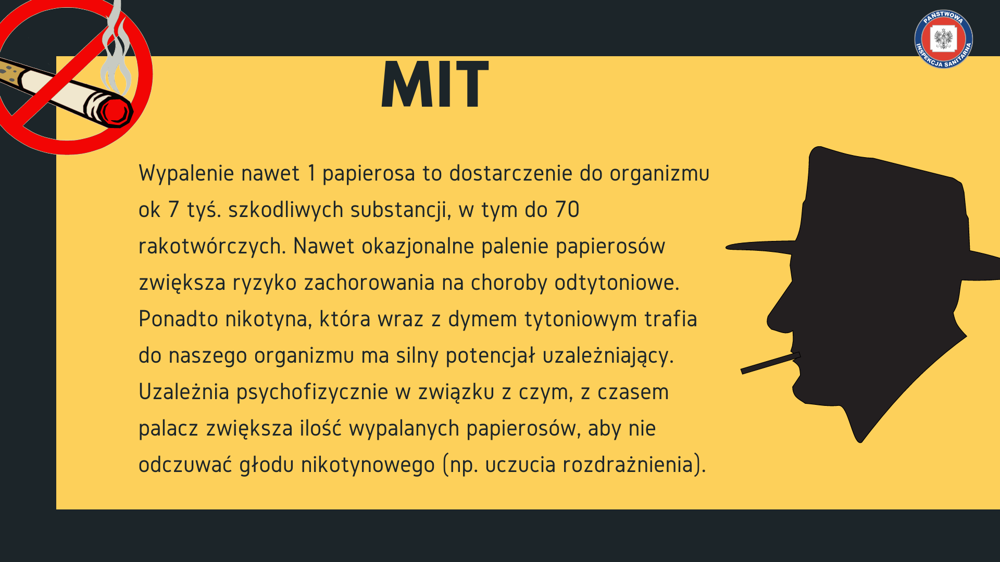 PAŃSTWOWA
INSPEKCJA SANITARNA
MIT
Wypalenie nawet 1 papierosa to dostarczenie do organizmu
ok 7 tyś. szkodliwych substancji, w tym do 70
rakotwórczych. Nawet okazjonalne palenie papierosów
zwiększa ryzyko zachorowania na choroby odtytoniowe.
Ponadto nikotyna, która wraz z dymem tytoniowym trafia
do naszego organizmu ma silny potencjał uzależniający.
Uzależnia psychofizycznie w związku z czym, z czasem
palacz zwiększa ilość wypalanych papierosów, aby nie
odczuwać głodu nikotynowego (np. uczucia rozdrażnienia).